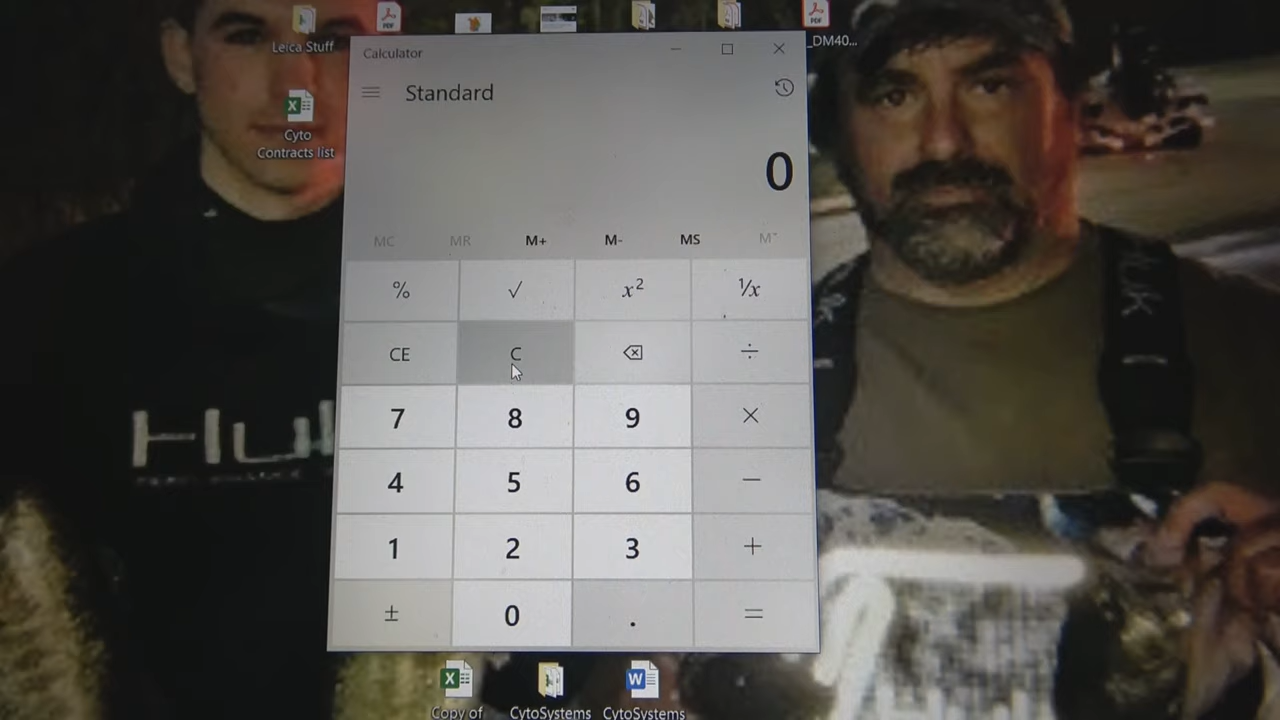 Leica Stuff
_DM40...
Cyto
Contracts list
Calculator
Standard
0
MC MR M+ M- MS M˅
% √ x² ¹/x
CE C ÷
7 8 9 ×
4 5 6 −
1 2 3 +
± 0 . =
Copy of
CytoSystems
CytoSystems